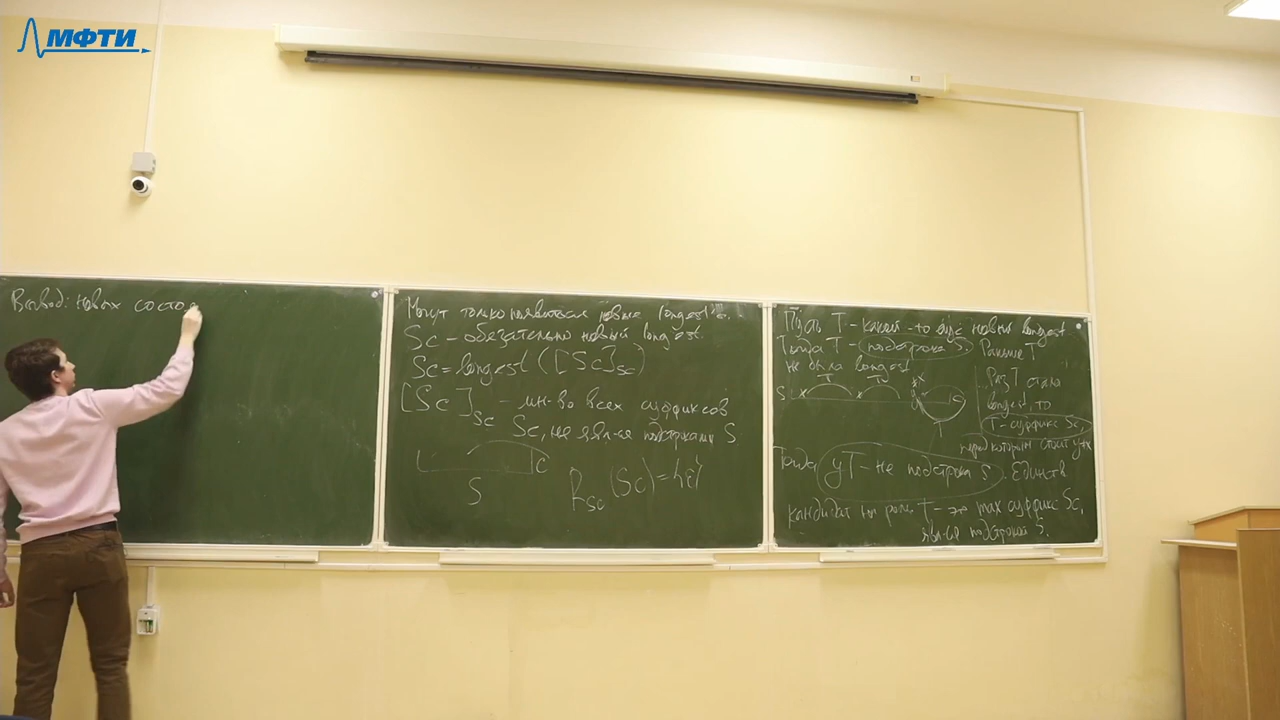 МФТИ
Вывод: новых состоя
Могут только появиться новые longest'ы.
Sc – обязательно новый longest.
Sc = longest ([Sc]sc)
[Sc]sc – мн-во всех суффиксов
Sc, не явл-ся подстроками S
c
S
Rsc(Sc) = {ε}
Пусть T – какой-то ещё новый longest
Тогда T – подстрока S. Раньше T
не была longest
Раз T стало
longest, то
T – суффикс Sc,
перед которым стоит y≠x
S x T x T
Тогда yT – не подстрока S. Единств
кандидат на роль T – это max суффикс Sc,
явл-ся подстрокой S.